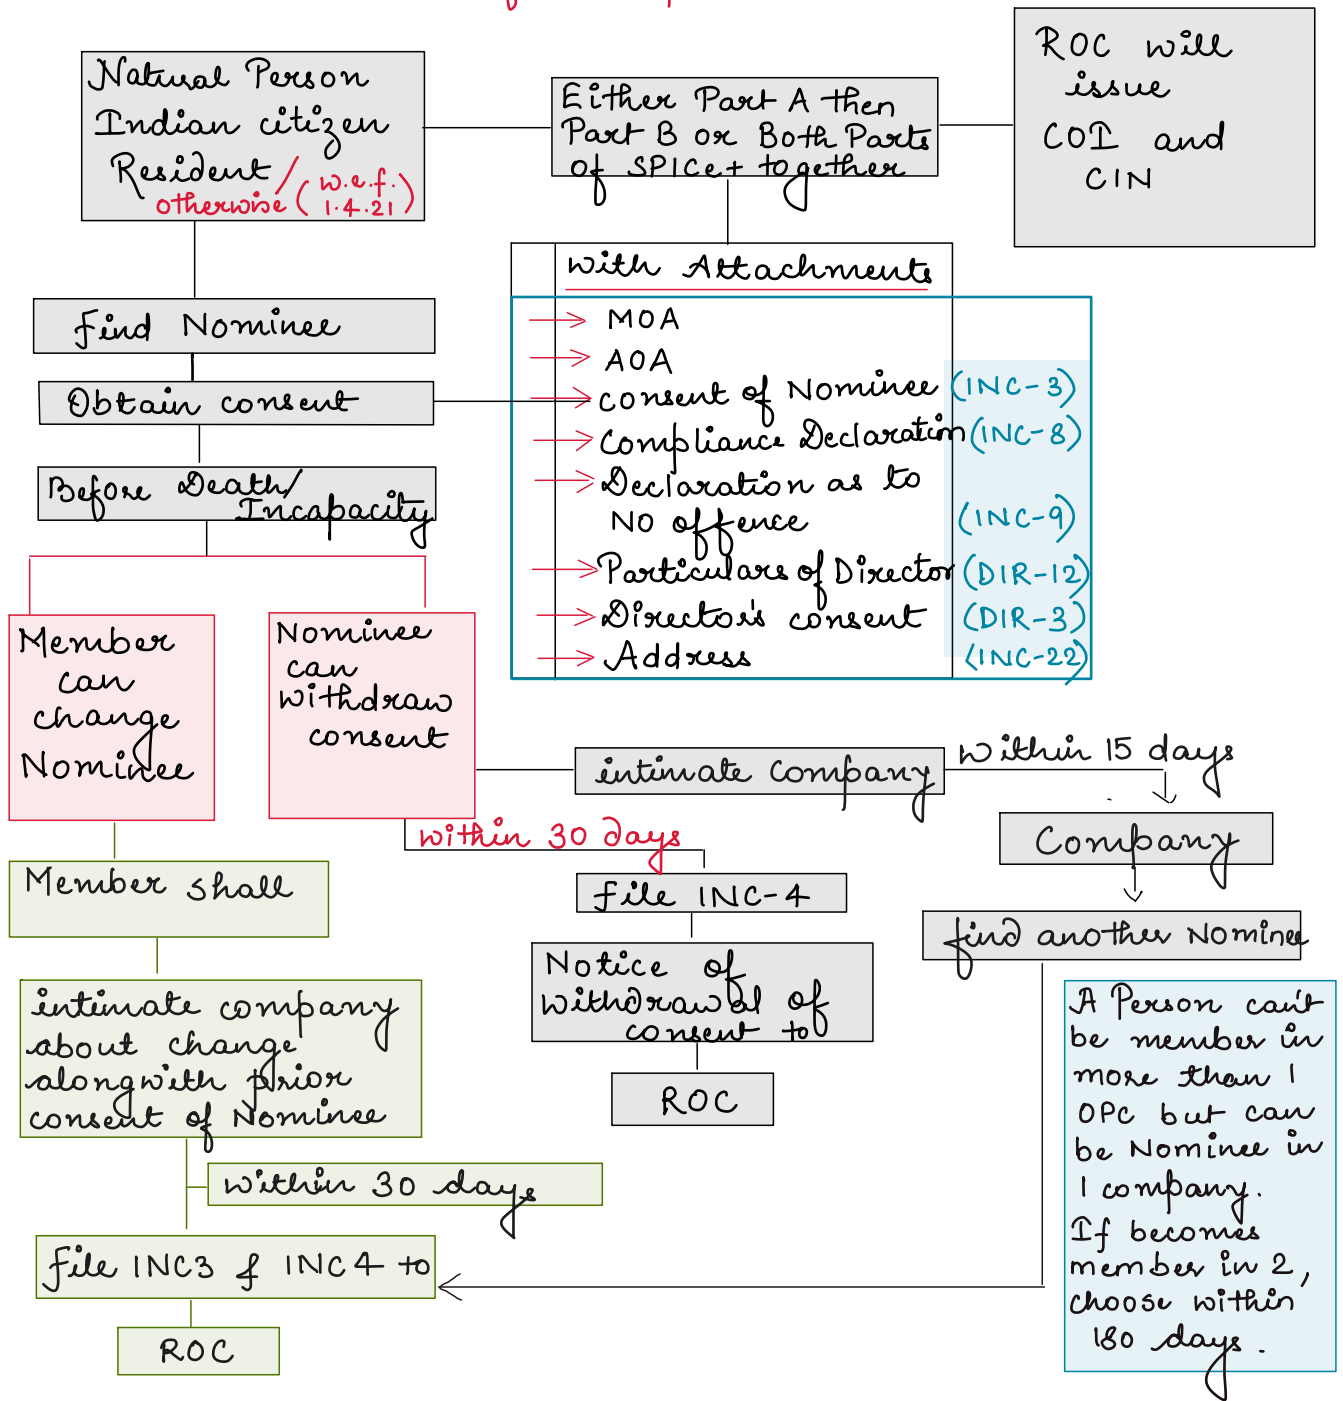 Natural Person
Indian citizen
Resident/
otherwise (w.e.f.
1.4.21)
Either Part A then
Part B or Both Parts
of SPICe+ together
ROC will
issue
COI and
CIN
with Attachments
→ MOA
→ AOA
→ consent of Nominee (INC-3)
→ Compliance Declaration (INC-8)
→ Declaration as to
NO offence (INC-9)
→ Particulars of Director (DIR-12)
→ Director's consent (DIR-3)
→ Address (INC-22)
find Nominee
Obtain consent
Before Death/
Incapacity
Member
can
change
Nominee
Nominee
can
withdraw
consent
intimate Company
within 15 days
Company
find another Nominee
within 30 days
file INC-4
Notice of
withdrawal of
consent to
ROC
Member shall
intimate company
about change
alongwith prior
consent of Nominee
within 30 days
file INC3 & INC4 to
ROC
A Person can't
be member in
more than 1
OPC but can
be Nominee in
1 company.
If becomes
member in 2,
choose within
180 days.